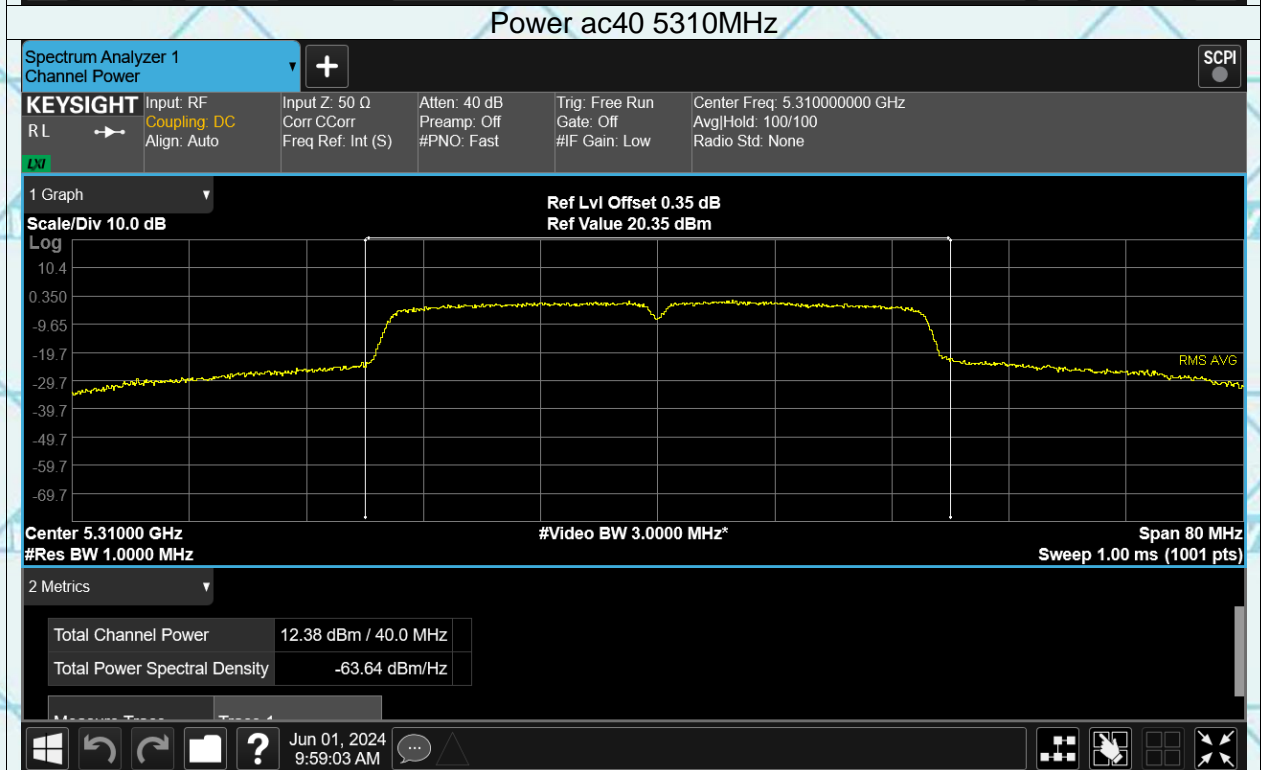 Power ac40 5310MHz
Spectrum Analyzer 1
Channel Power
SCPI
KEYSIGHT
RL
LXI
Input: RF
Coupling: DC
Align: Auto
Input Z: 50 Ω
Corr CCorr
Freq Ref: Int (S)
Atten: 40 dB
Preamp: Off
#PNO: Fast
Trig: Free Run
Gate: Off
#IF Gain: Low
Center Freq: 5.310000000 GHz
Avg|Hold: 100/100
Radio Std: None
1 Graph
Scale/Div 10.0 dB
Ref Lvl Offset 0.35 dB
Ref Value 20.35 dBm
Log
10.4
0.350
-9.65
-19.7
-29.7
-39.7
-49.7
-59.7
-69.7
RMS AVG
Center 5.31000 GHz
#Video BW 3.0000 MHz*
Span 80 MHz
#Res BW 1.0000 MHz
Sweep 1.00 ms (1001 pts)
2 Metrics
Total Channel Power 12.38 dBm / 40.0 MHz
Total Power Spectral Density -63.64 dBm/Hz
Jun 01, 2024
9:59:03 AM